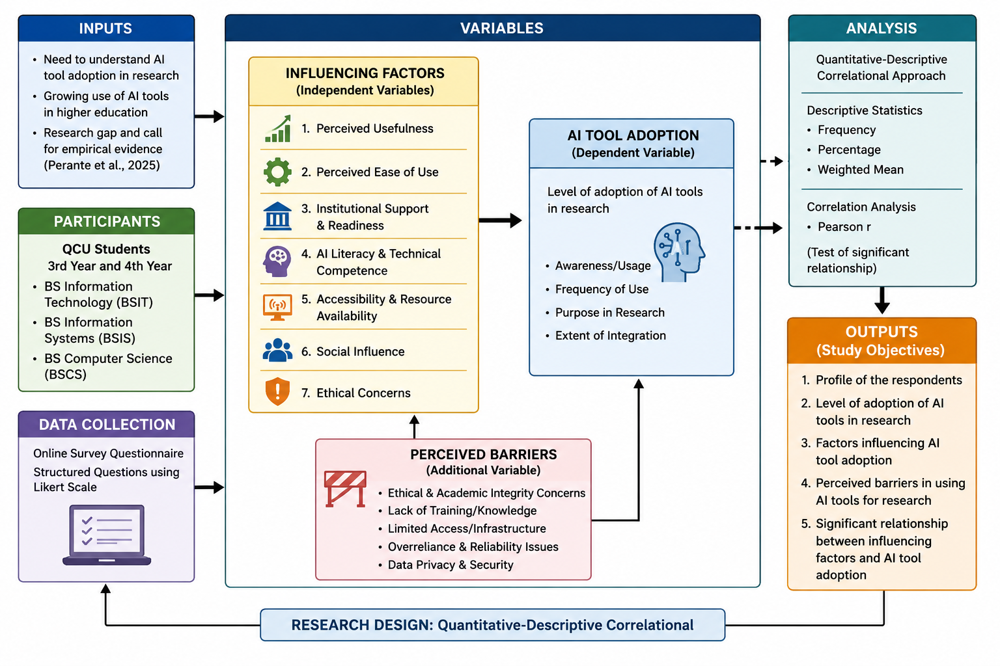 INPUTS
• Need to understand AI
tool adoption in research
• Growing use of AI tools
in higher education
• Research gap and call
for empirical evidence
(Perante et al., 2025)
PARTICIPANTS
QCU Students
3rd Year and 4th Year
• BS Information
Technology (BSIT)
• BS Information
Systems (BSIS)
• BS Computer Science
(BSCS)
DATA COLLECTION
Online Survey Questionnaire
Structured Questions using
Likert Scale
VARIABLES
INFLUENCING FACTORS
(Independent Variables)
1. Perceived Usefulness
2. Perceived Ease of Use
3. Institutional Support
& Readiness
4. AI Literacy & Technical
Competence
5. Accessibility & Resource
Availability
6. Social Influence
7. Ethical Concerns
AI TOOL ADOPTION
(Dependent Variable)
Level of adoption of AI tools
in research
• Awareness/Usage
• Frequency of Use
• Purpose in Research
• Extent of Integration
PERCEIVED BARRIERS
(Additional Variable)
• Ethical & Academic Integrity Concerns
• Lack of Training/Knowledge
• Limited Access/Infrastructure
• Overreliance & Reliability Issues
• Data Privacy & Security
ANALYSIS
Quantitative-Descriptive
Correlational Approach
Descriptive Statistics
• Frequency
• Percentage
• Weighted Mean
Correlation Analysis
• Pearson r
(Test of significant
relationship)
OUTPUTS
(Study Objectives)
1. Profile of the respondents
2. Level of adoption of AI
tools in research
3. Factors influencing AI
tool adoption
4. Perceived barriers in using
AI tools for research
5. Significant relationship
between influencing
factors and AI tool
adoption
RESEARCH DESIGN: Quantitative-Descriptive Correlational